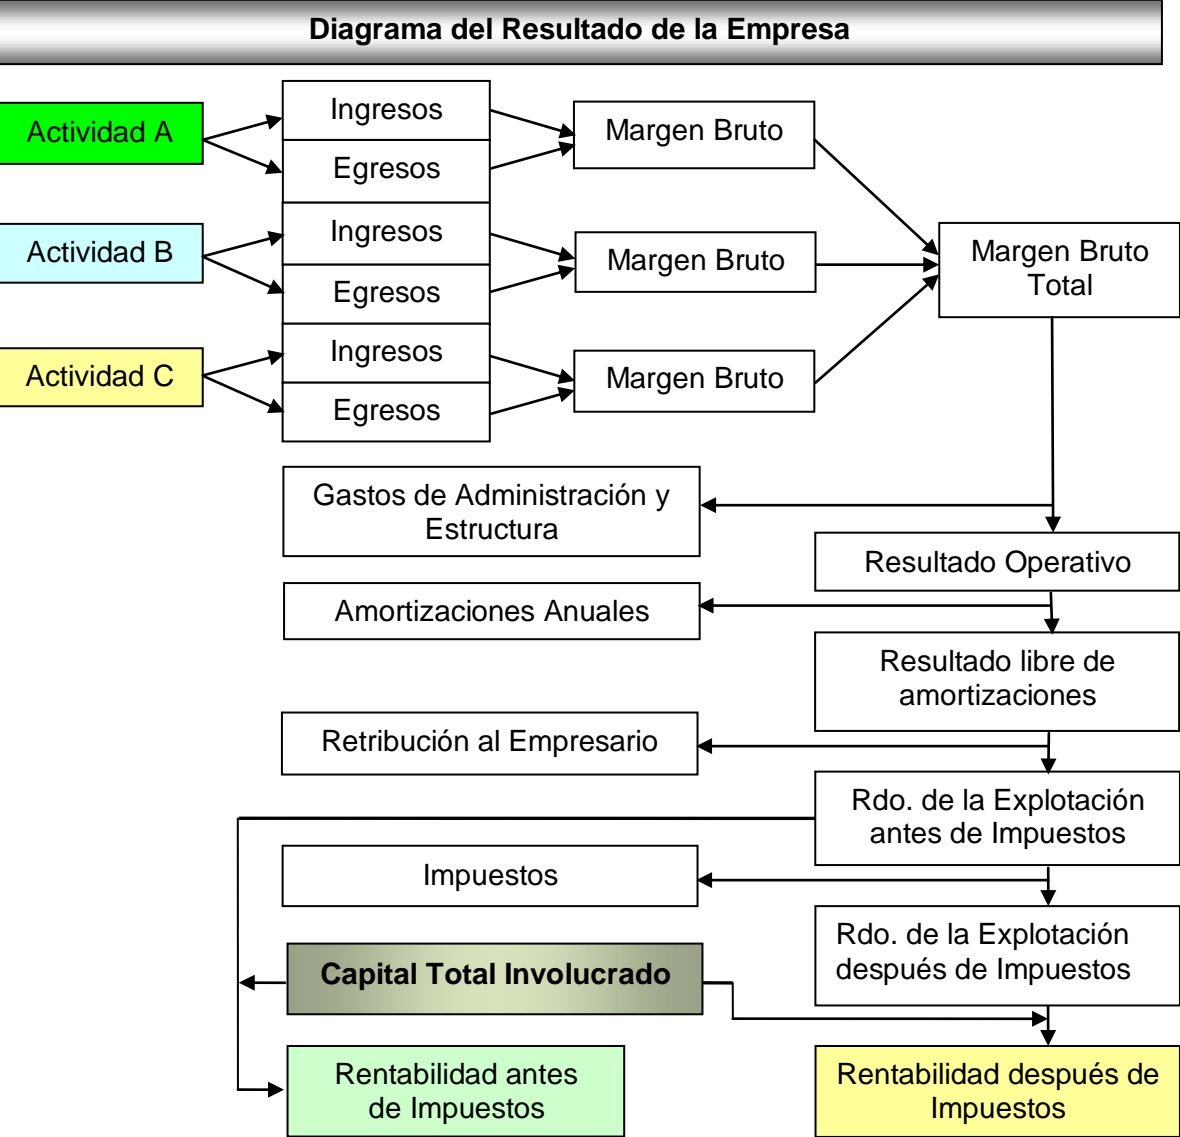 Diagrama del Resultado de la Empresa
Actividad A
Ingresos
Egresos
Margen Bruto
Actividad B
Ingresos
Egresos
Margen Bruto
Margen Bruto
Total
Actividad C
Ingresos
Egresos
Margen Bruto
Gastos de Administración y
Estructura
Resultado Operativo
Amortizaciones Anuales
Resultado libre de
amortizaciones
Retribución al Empresario
Rdo. de la Explotación
antes de Impuestos
Impuestos
Rdo. de la Explotación
después de Impuestos
Capital Total Involucrado
Rentabilidad antes
de Impuestos
Rentabilidad después de
Impuestos